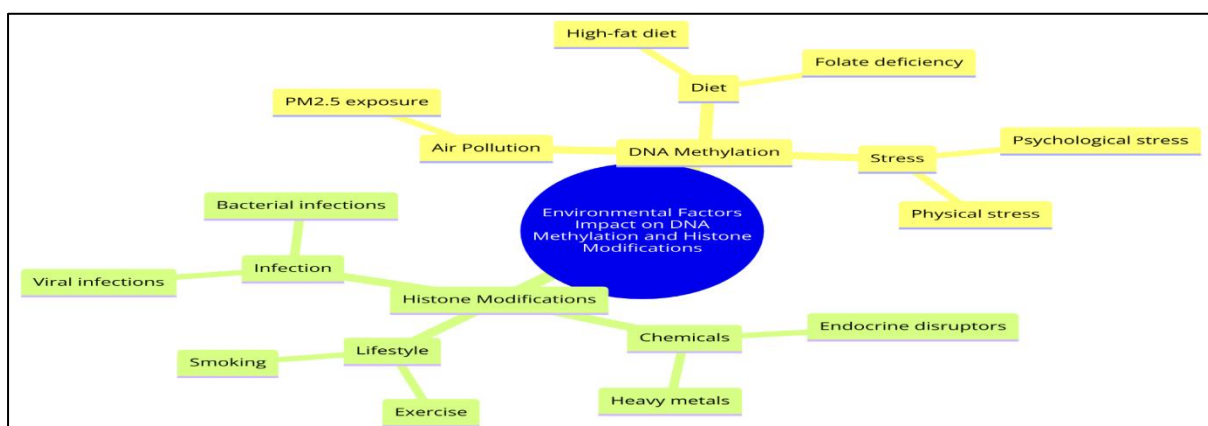 High-fat diet
Folate deficiency
Diet
PM2.5 exposure
Air Pollution
DNA Methylation
Stress
Psychological stress
Physical stress
Environmental Factors
Impact on DNA
Methylation and Histone
Modifications
Bacterial infections
Viral infections
Infection
Histone Modifications
Chemicals
Endocrine disruptors
Smoking
Lifestyle
Exercise
Heavy metals